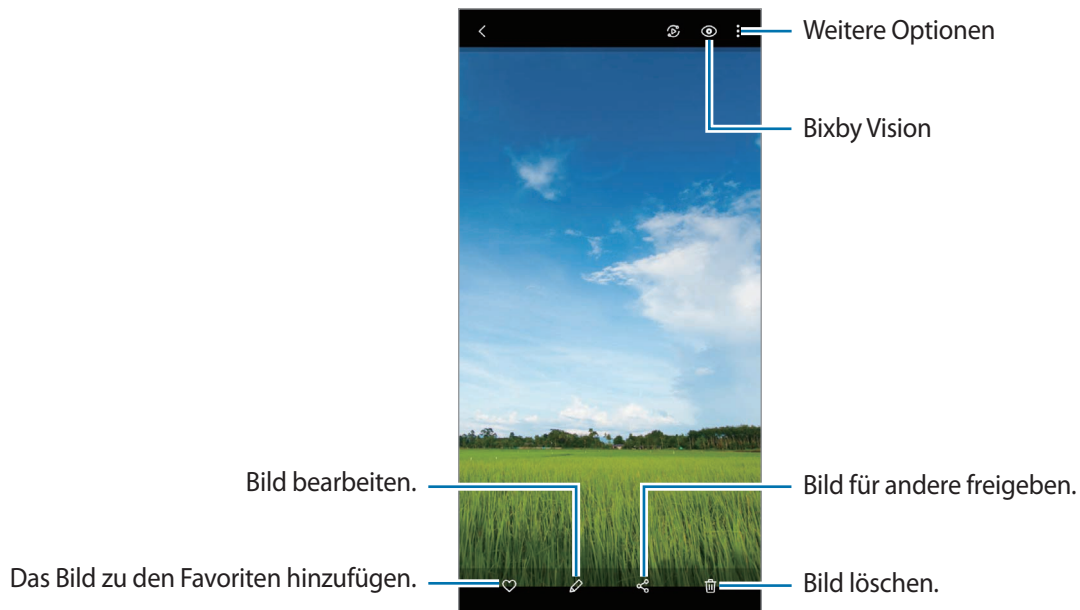 Weitere Optionen
Bixby Vision
Bild bearbeiten.
Bild für andere freigeben.
Das Bild zu den Favoriten hinzufügen.
Bild löschen.